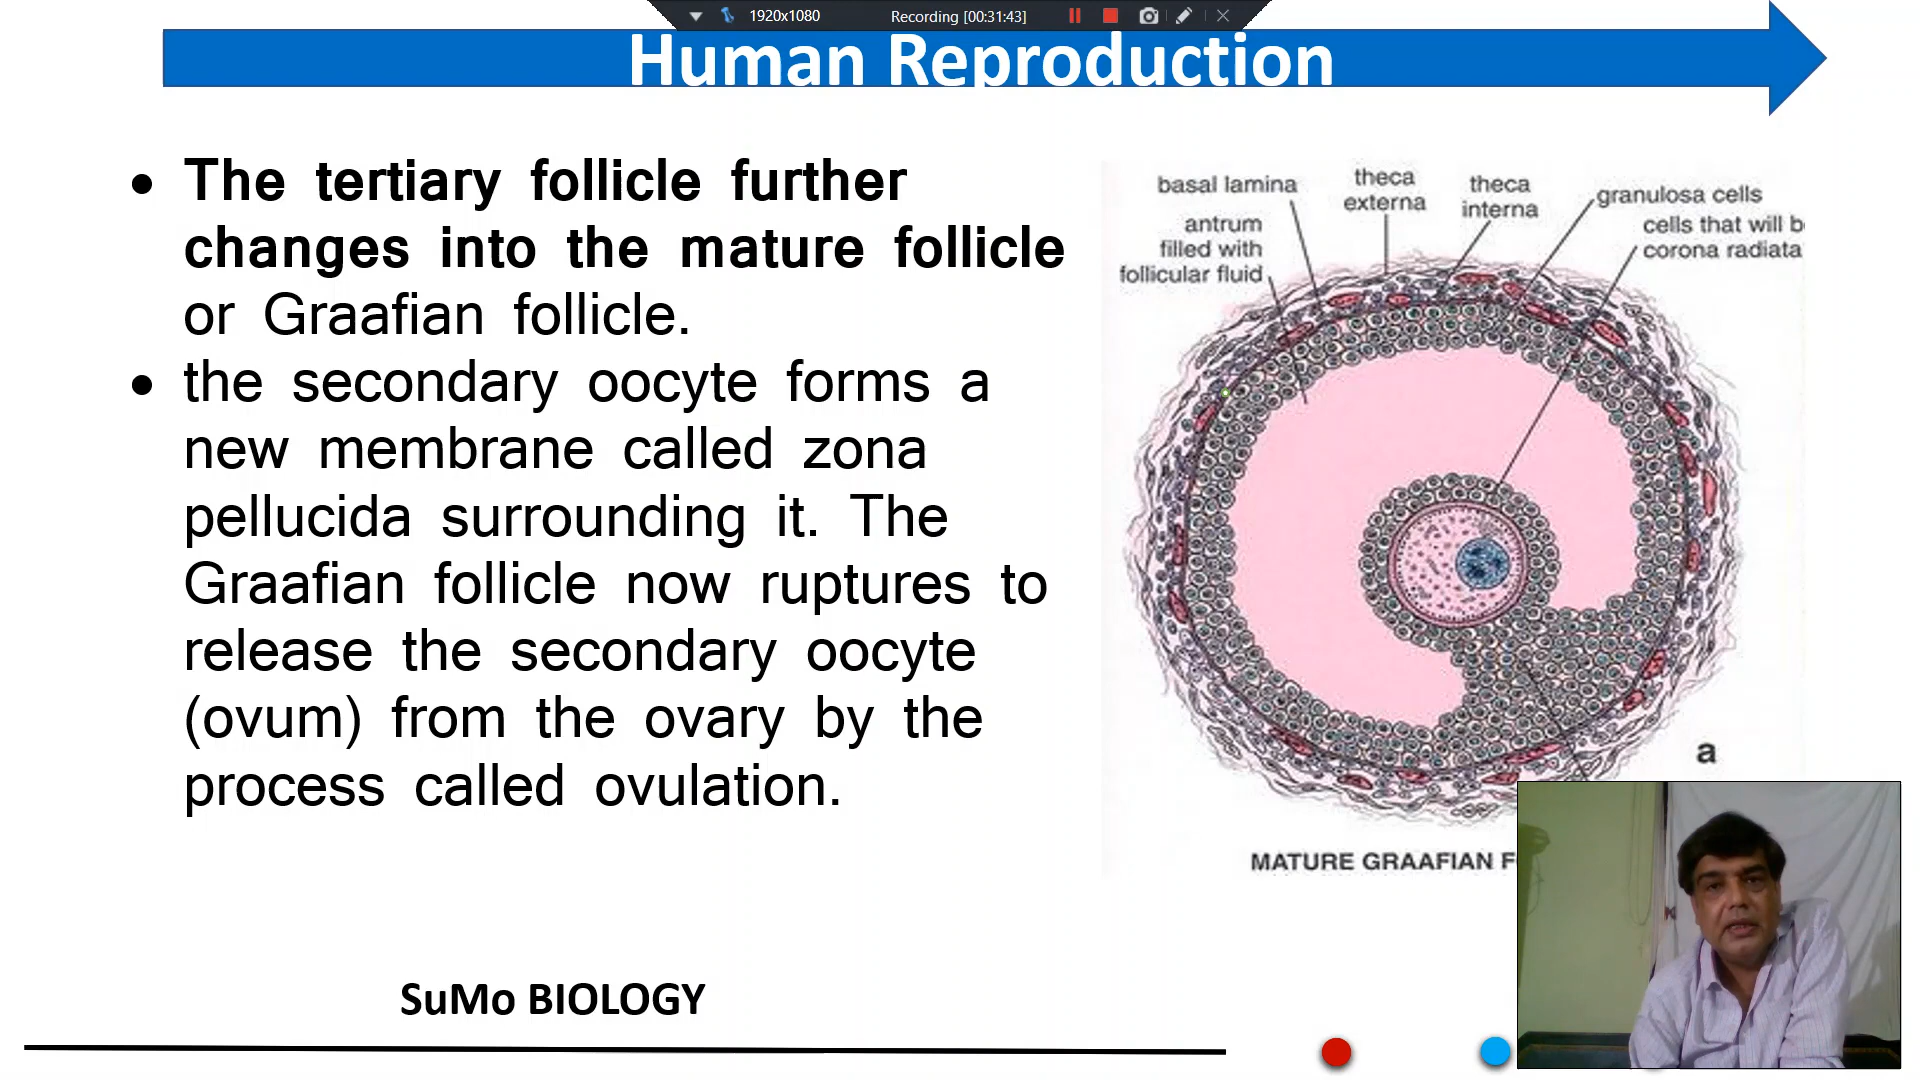 1920x1080 Recording [00:31:43]
Human Reproduction
• The tertiary follicle further
changes into the mature follicle
or Graafian follicle.
• the secondary oocyte forms a
new membrane called zona
pellucida surrounding it. The
Graafian follicle now ruptures to
release the secondary oocyte
(ovum) from the ovary by the
process called ovulation.
basal lamina
theca
externa
theca
interna
granulosa cells
antrum
filled with
follicular fluid
cells that will b
corona radiata
a
MATURE GRAAFIAN F
SuMo BIOLOGY